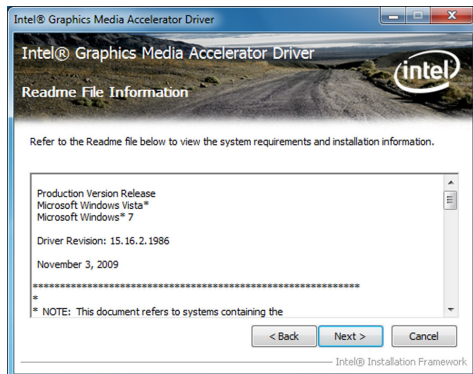 Intel® Graphics Media Accelerator Driver
Intel® Graphics Media Accelerator Driver
Readme File Information
intel
Refer to the Readme file below to view the system requirements and installation information.
Production Version Release
Microsoft Windows Vista*
Microsoft Windows* 7
Driver Revision: 15.16.2.1986
November 3, 2009
************************************************************
*
* NOTE: This document refers to systems containing the
< Back
Next >
Cancel
Intel® Installation Framework